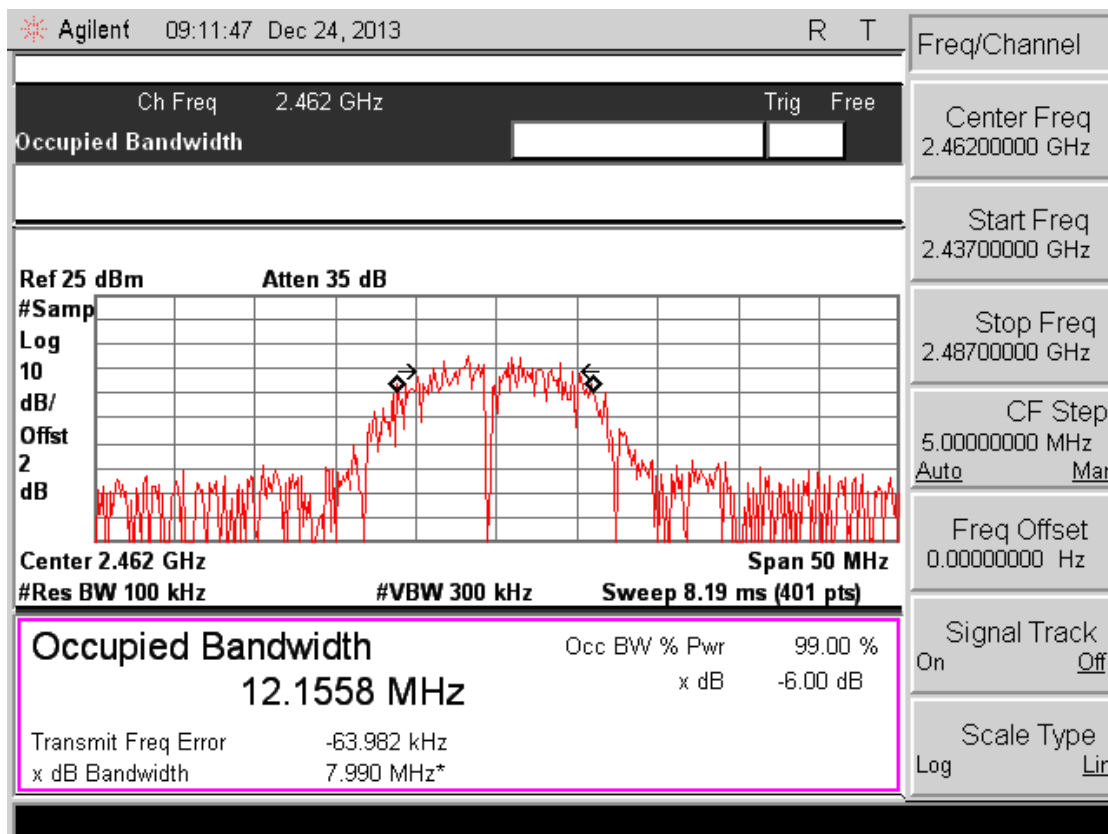 Agilent 09:11:47 Dec 24, 2013 R T
Freq/Channel
Ch Freq 2.462 GHz Trig Free
Occupied Bandwidth
Center Freq
2.46200000 GHz
Start Freq
2.43700000 GHz
Stop Freq
2.48700000 GHz
CF Step
5.00000000 MHz
Auto Man
Freq Offset
0.00000000 Hz
Signal Track
On Off
Scale Type
Log Lin
Ref 25 dBm Atten 35 dB
#Samp
Log
10
dB/
Offst
2
dB
Center 2.462 GHz Span 50 MHz
#Res BW 100 kHz #VBW 300 kHz Sweep 8.19 ms (401 pts)
Occupied Bandwidth Occ BW % Pwr 99.00 %
12.1558 MHz x dB -6.00 dB
Transmit Freq Error -63.982 kHz
x dB Bandwidth 7.990 MHz*